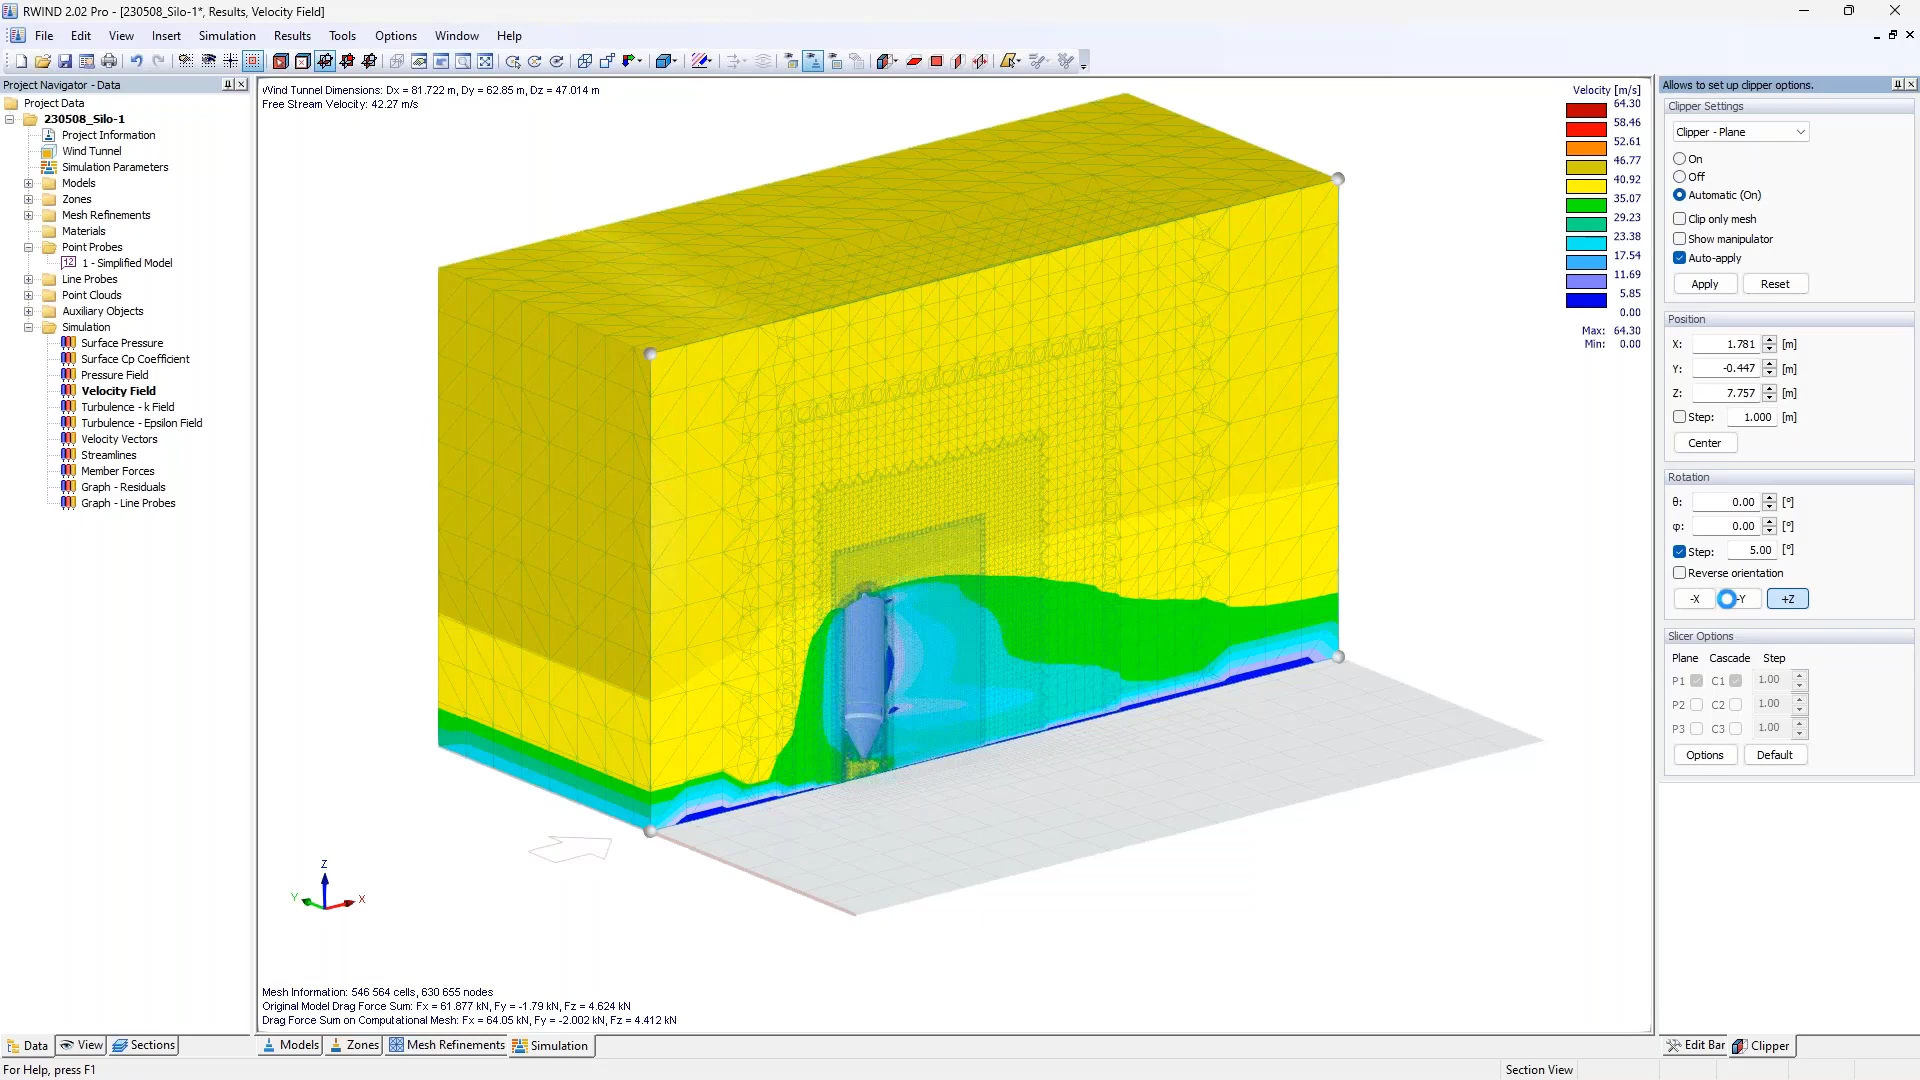 RWIND 2.02 Pro - [230508_Silo-1*, Results, Velocity Field]
File Edit View Insert Simulation Results Tools Options Window Help
Project Navigator - Data
Project Data
230508_Silo-1
Project Information
Wind Tunnel
Simulation Parameters
Models
Zones
Mesh Refinements
Materials
Point Probes
12 1 - Simplified Model
Line Probes
Point Clouds
Auxiliary Objects
Simulation
Surface Pressure
Surface Cp Coefficient
Pressure Field
Velocity Field
Turbulence - k Field
Turbulence - Epsilon Field
Velocity Vectors
Streamlines
Member Forces
Graph - Residuals
Graph - Line Probes
Data View Sections
Wind Tunnel Dimensions: Dx = 81.722 m, Dy = 62.85 m, Dz = 47.014 m
Free Stream Velocity: 42.27 m/s
Velocity [m/s]
64.30
58.46
52.61
46.77
40.92
35.07
29.23
23.38
17.54
11.69
5.85
0.00
Max: 64.30
Min: 0.00
Z
Y
X
Mesh Information: 546 564 cells, 630 655 nodes
Original Model Drag Force Sum: Fx = 61.877 kN, Fy = -1.79 kN, Fz = 4.624 kN
Drag Force Sum on Computational Mesh: Fx = 64.05 kN, Fy = -2.002 kN, Fz = 4.412 kN
Models Zones Mesh Refinements Simulation
Allows to set up clipper options.
Clipper Settings
Clipper - Plane
On
Off
Automatic (On)
Clip only mesh
Show manipulator
Auto-apply
Apply Reset
Position
X: 1.781 [m]
Y: -0.447 [m]
Z: 7.757 [m]
Step: 1.000 [m]
Center
Rotation
θ: 0.00 [°]
φ: 0.00 [°]
Step: 5.00 [°]
Reverse orientation
-X -Y +Z
Slicer Options
Plane Cascade Step
P1 C1 1.00
P2 C2 1.00
P3 C3 1.00
Options Default
Edit Bar Clipper
For Help, press F1
Section View